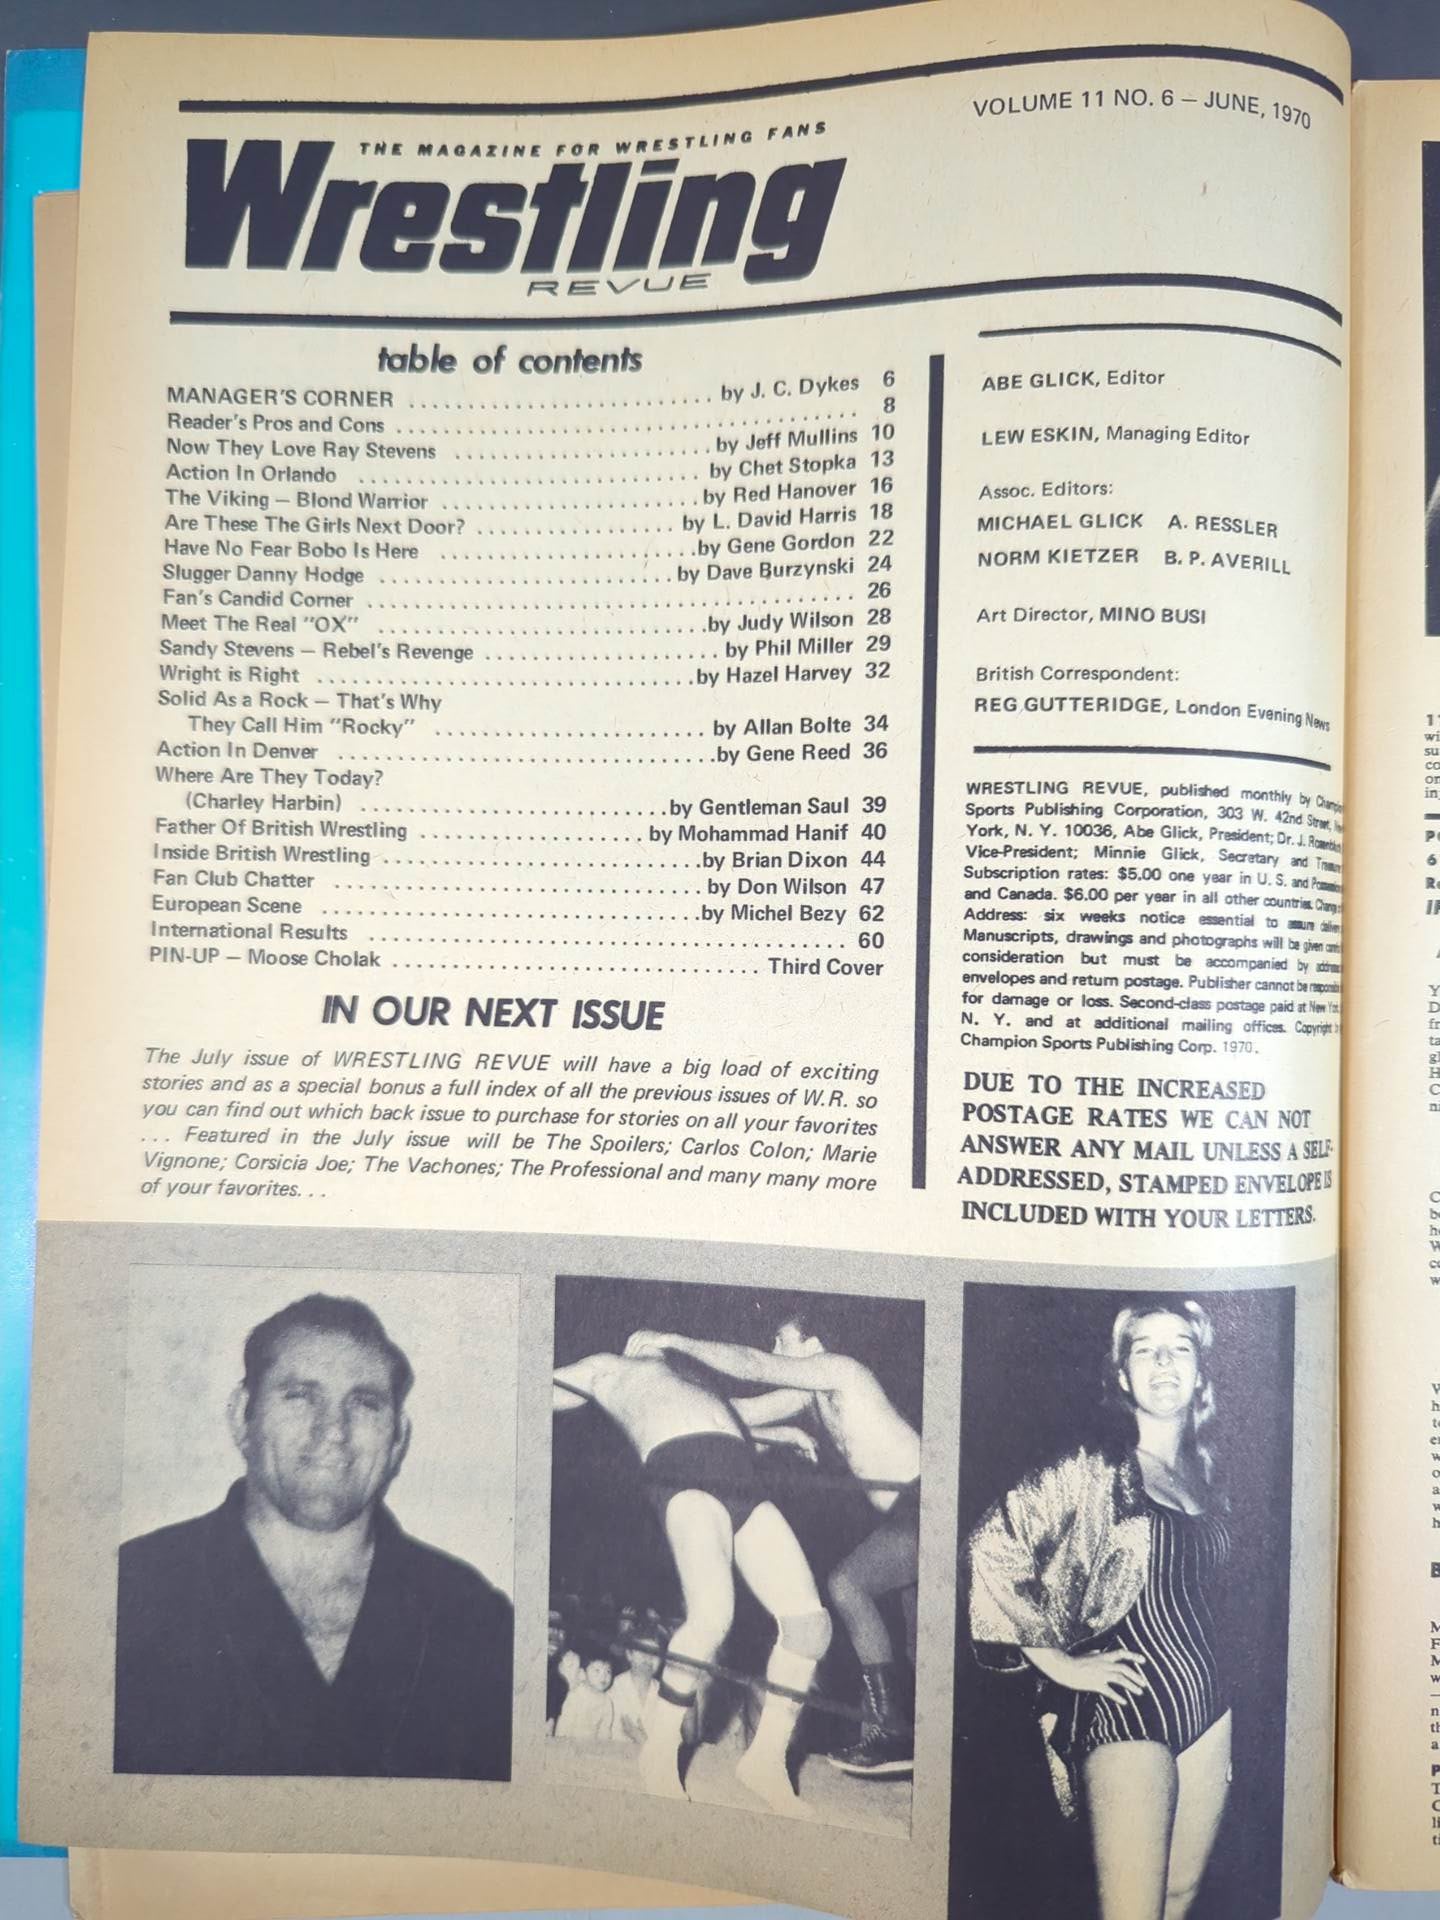 VOLUME 11 NO. 6 – JUNE, 1970
THE MAGAZINE FOR WRESTLING FANS
Wrestling
REVUE
table of contents
MANAGER'S CORNER ......................... by J. C. Dykes 6
Reader's Pros and Cons ....................................... 8
Now They Love Ray Stevens ...................... by Jeff Mullins 10
Action In Orlando ............................. by Chet Stopka 13
The Viking – Blond Warrior ...................... by Red Hanover 16
Are These The Girls Next Door? ................. by L. David Harris 18
Have No Fear Bobo Is Here ...................... by Gene Gordon 22
Slugger Danny Hodge ......................... by Dave Burzynski 24
Fan's Candid Corner ......................................... 26
Meet The Real "OX" ............................ by Judy Wilson 28
Sandy Stevens – Rebel's Revenge .................... by Phil Miller 29
Wright is Right ................................ by Hazel Harvey 32
Solid As a Rock – That's Why
They Call Him "Rocky" ....................... by Allan Bolte 34
Action In Denver ................................ by Gene Reed 36
Where Are They Today?
(Charley Harbin) .......................... by Gentleman Saul 39
Father Of British Wrestling ................... by Mohammad Hanif 40
Inside British Wrestling ........................... by Brian Dixon 44
Fan Club Chatter ................................ by Don Wilson 47
European Scene ................................ by Michel Bezy 62
International Results ........................................ 60
PIN-UP – Moose Cholak ............................... Third Cover
IN OUR NEXT ISSUE
The July issue of WRESTLING REVUE will have a big load of exciting
stories and as a special bonus a full index of all the previous issues of W.R. so
you can find out which back issue to purchase for stories on all your favorites
. . . Featured in the July issue will be The Spoilers; Carlos Colon; Marie
Vignone; Corsicia Joe; The Vachones; The Professional and many many more
of your favorites. . .
ABE GLICK, Editor
LEW ESKIN, Managing Editor
Assoc. Editors:
MICHAEL GLICK A. RESSLER
NORM KIETZER B. P. AVERILL
Art Director, MINO BUSI
British Correspondent:
REG GUTTERIDGE, London Evening News
WRESTLING REVUE, published monthly by
Sports Publishing Corporation, 303 W. 42nd Street,
York, N. Y. 10036, Abe Glick, President; Dr. J.
Vice-President; Minnie Glick, Secretary and
Subscription rates: $5.00 one year in U. S. and
and Canada. $6.00 per year in all other countries.
Address: six weeks notice essential to assure
Manuscripts, drawings and photographs will be given
consideration but must be accompanied by
envelopes and return postage. Publisher cannot be
for damage or loss. Second-class postage paid at New
N. Y. and at additional mailing offices. Copyright
Champion Sports Publishing Corp. 1970.
DUE TO THE INCREASED
POSTAGE RATES WE CAN NOT
ANSWER ANY MAIL UNLESS A SELF-
ADDRESSED, STAMPED ENVELOPE IS
INCLUDED WITH YOUR LETTERS.